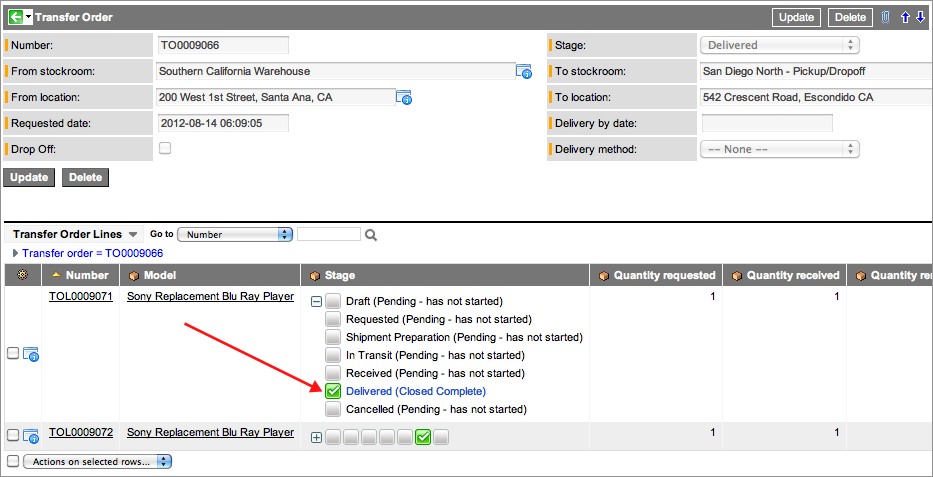 Transfer Order
Update Delete
Number: TO0009066 Stage: Delivered
From stockroom: Southern California Warehouse To stockroom: San Diego North - Pickup/Dropoff
From location: 200 West 1st Street, Santa Ana, CA To location: 542 Crescent Road, Escondido CA
Requested date: 2012-08-14 06:09:05 Delivery by date:
Drop Off: Delivery method: -- None --
Update Delete
Transfer Order Lines Go to Number
Transfer order = TO0009066
Number Model Stage Quantity requested Quantity received Quantity
TOL0009071 Sony Replacement Blu Ray Player Draft (Pending - has not started) 1 1
Requested (Pending - has not started)
Shipment Preparation (Pending - has not started)
In Transit (Pending - has not started)
Received (Pending - has not started)
Delivered (Closed Complete)
Cancelled (Pending - has not started)
TOL0009072 Sony Replacement Blu Ray Player 1 1
Actions on selected rows...